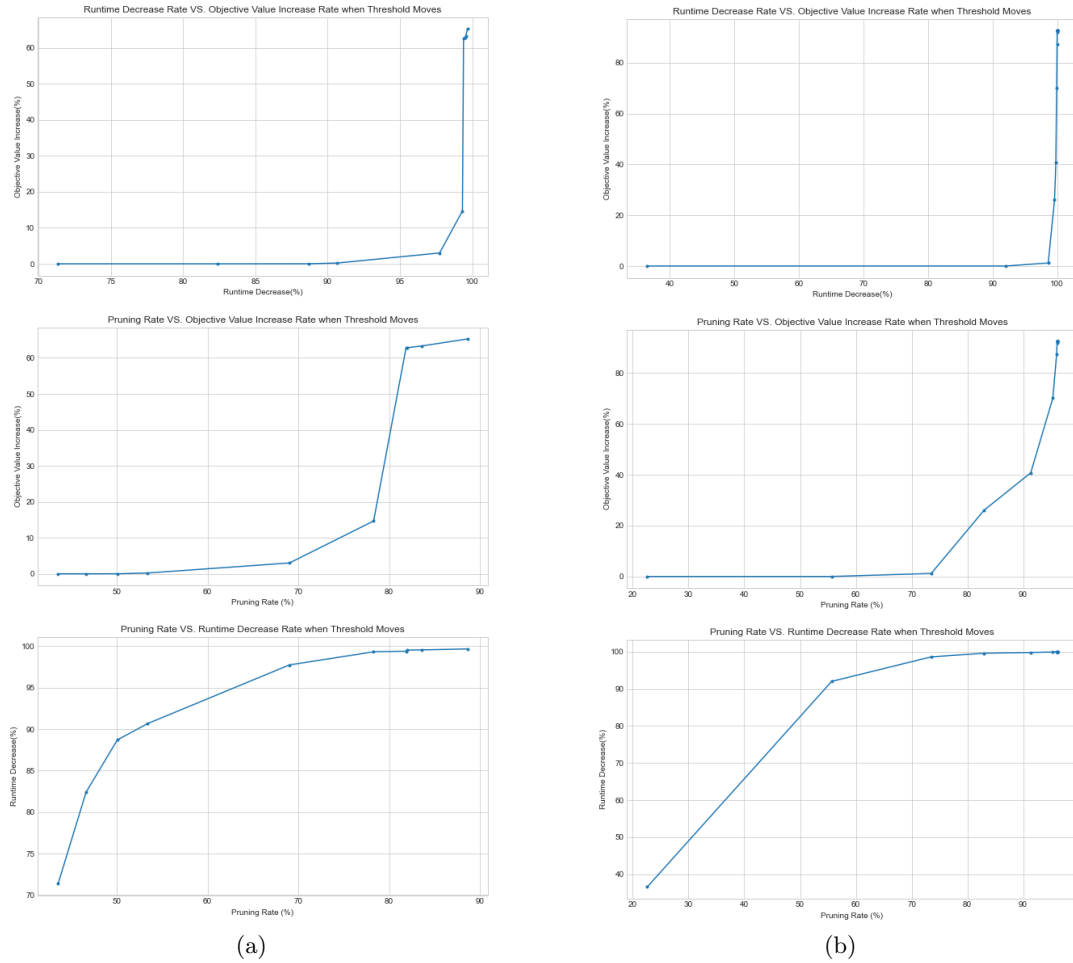 Runtime Decrease Rate VS. Objective Value Increase Rate when Threshold Moves
60
50
40
30
20
10
0
Objective Value Increase(%)
70 75 80 85 90 95 100
Runtime Decrease(%)
Pruning Rate VS. Objective Value Increase Rate when Threshold Moves
60
50
40
30
20
10
0
Objective Value Increase(%)
50 60 70 80 90
Pruning Rate (%)
Pruning Rate VS. Runtime Decrease Rate when Threshold Moves
100
95
90
85
80
75
70
Runtime Decrease(%)
50 60 70 80 90
Pruning Rate (%)
(a)
Runtime Decrease Rate VS. Objective Value Increase Rate when Threshold Moves
80
60
40
20
0
Objective Value Increase(%)
40 50 60 70 80 90 100
Runtime Decrease(%)
Pruning Rate VS. Objective Value Increase Rate when Threshold Moves
80
60
40
20
0
Objective Value Increase(%)
20 30 40 50 60 70 80 90
Pruning Rate (%)
Pruning Rate VS. Runtime Decrease Rate when Threshold Moves
100
90
80
70
60
50
40
Runtime Decrease(%)
20 30 40 50 60 70 80 90
Pruning Rate (%)
(b)